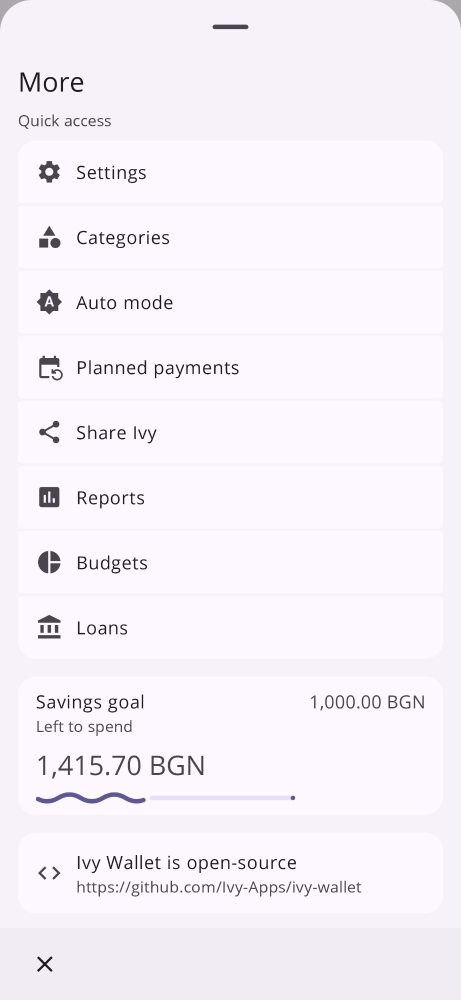 More
Quick access
Settings
Categories
Auto mode
Planned payments
Share Ivy
Reports
Budgets
Loans
Savings goal 1,000.00 BGN
Left to spend
1,415.70 BGN
Ivy Wallet is open-source
https://github.com/Ivy-Apps/ivy-wallet